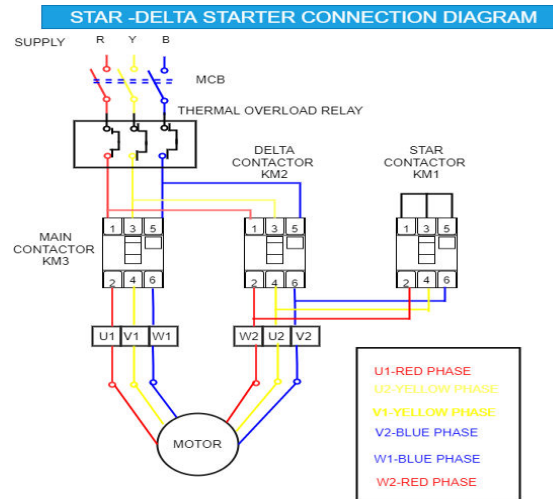 STAR -DELTA STARTER CONNECTION DIAGRAM
SUPPLY R Y B
MCB
THERMAL OVERLOAD RELAY
DELTA
CONTACTOR
KM2
STAR
CONTACTOR
KM1
MAIN
CONTACTOR
KM3
1 3 5
1 3 5
1 3 5
2 4 6
2 4 6
2 4 6
U1 V1 W1
W2 U2 V2
MOTOR
U1-RED PHASE
U2-YELLOW PHASE
V1-YELLOW PHASE
V2-BLUE PHASE
W1-BLUE PHASE
W2-RED PHASE